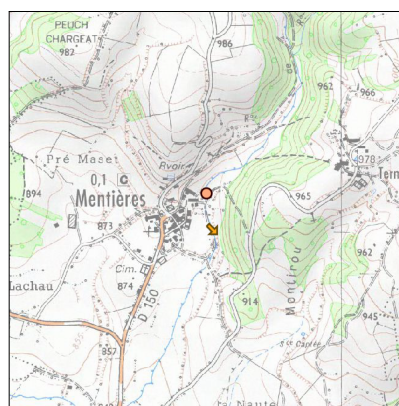 PEUCH
CHARGEAT
982
986
962
966
Pré Maset
Rvoir
978
Tern
0,1 C
894
Mentières
965
873
Cim.
962
Lachau
874
Montirou
D 150
914
945
857
Naute